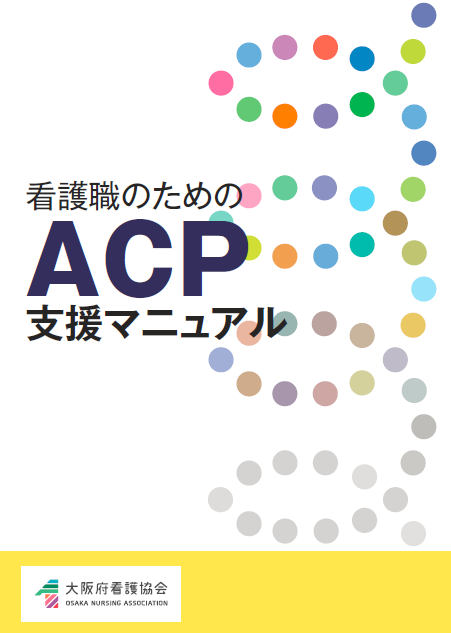 看護職のための
ACP
支援マニュアル
大阪府看護協会
OSAKA NURSING ASSOCIATION